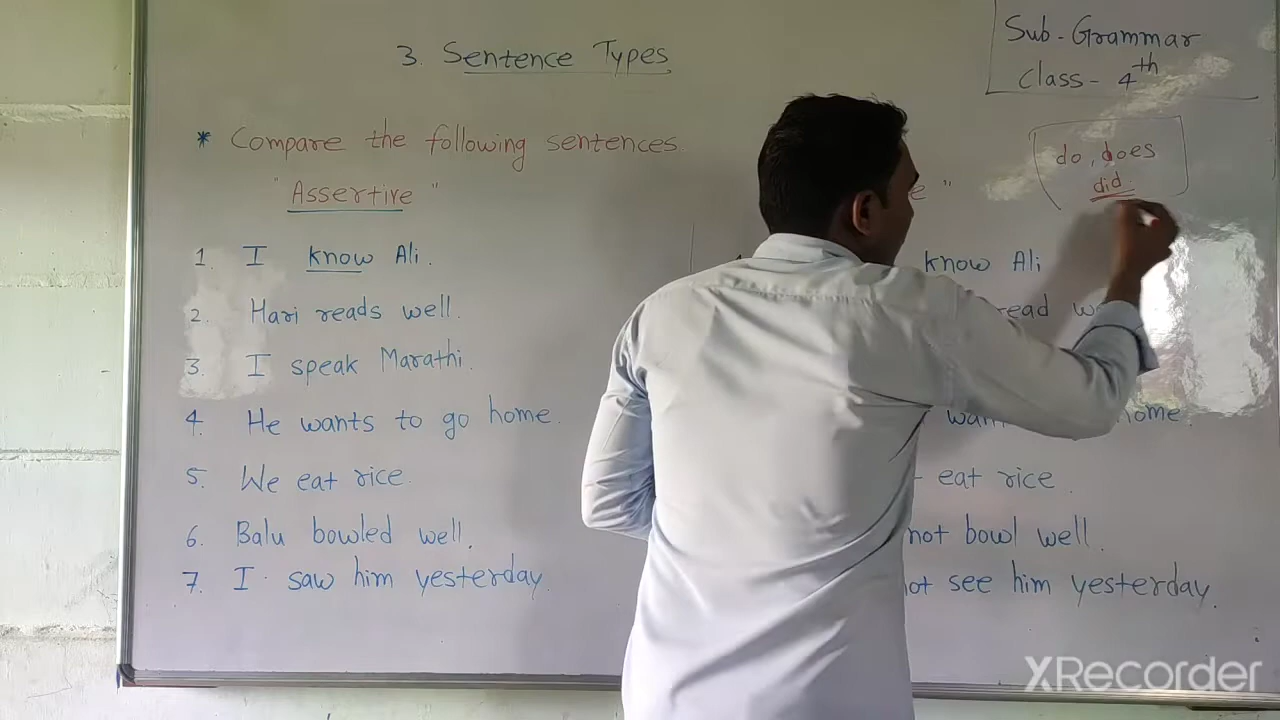 3. Sentence Types
Sub - Grammar
Class - 4th
* Compare the following sentences.
"Assertive"
do, does
did
1. I know Ali.
know Ali
2. Hari reads well.
read
3. I speak Marathi.
4. He wants to go home.
home.
5. We eat rice.
eat rice.
6. Balu bowled well.
not bowl well.
7. I saw him yesterday.
not see him yesterday.
XRecorder